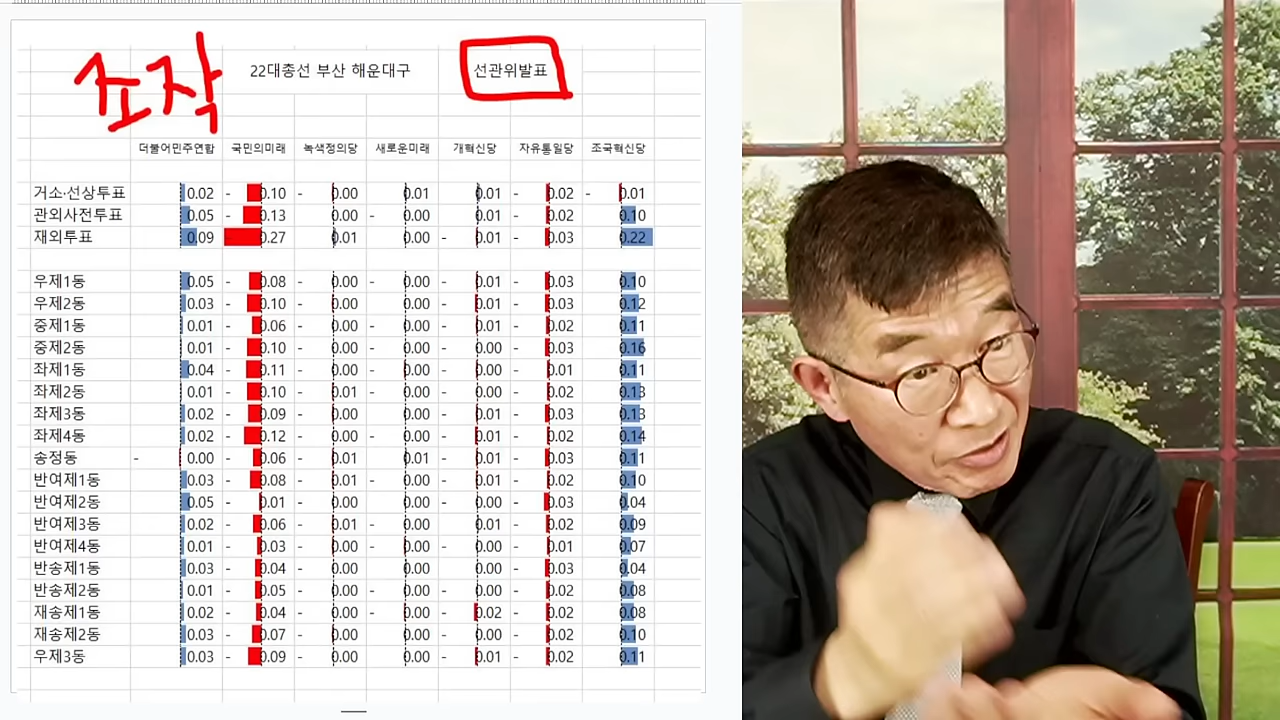 조작 22대총선 부산 해운대구 선관위발표
더불어민주연합 국민의미래 녹색정의당 새로운미래 개혁신당 자유통일당 조국혁신당
거소·선상투표 0.02 - 0.10 - 0.00 0.01 0.01 - 0.02 - 0.01
관외사전투표 0.05 - 0.13 0.00 - 0.00 0.01 - 0.02 0.10
재외투표 0.09 0.27 0.01 0.00 - 0.01 - 0.03 0.22
우제1동 0.05 - 0.08 - 0.00 - 0.00 - 0.01 - 0.03 0.10
우제2동 0.03 - 0.10 - 0.00 - 0.00 - 0.01 - 0.03 0.12
중제1동 0.01 - 0.06 - 0.00 - 0.00 - 0.01 - 0.02 0.11
중제2동 0.01 - 0.10 - 0.00 - 0.00 - 0.00 - 0.03 0.16
좌제1동 0.04 - 0.11 - 0.00 - 0.00 - 0.01 - 0.01 0.11
좌제2동 0.01 - 0.10 - 0.01 - 0.00 - 0.00 - 0.02 0.13
좌제3동 0.02 - 0.09 - 0.00 - 0.00 - 0.01 - 0.03 0.13
좌제4동 0.02 - 0.12 - 0.00 - 0.00 - 0.01 - 0.02 0.14
송정동 - 0.00 - 0.06 - 0.01 - 0.01 - 0.01 - 0.03 0.11
반여제1동 0.03 - 0.08 - 0.01 - 0.00 - 0.01 - 0.02 0.10
반여제2동 0.05 - 0.01 - 0.00 - 0.00 - 0.00 - 0.03 0.04
반여제3동 0.02 - 0.06 - 0.01 - 0.00 - 0.01 - 0.02 0.09
반여제4동 0.01 - 0.03 - 0.00 - 0.00 - 0.00 - 0.01 0.07
반송제1동 0.03 - 0.04 - 0.01 - 0.00 - 0.00 - 0.03 0.04
반송제2동 0.01 - 0.05 - 0.00 - 0.00 - 0.00 - 0.02 0.08
재송제1동 0.02 - 0.04 - 0.00 - 0.00 - 0.02 - 0.02 0.08
재송제2동 0.03 - 0.07 - 0.00 - 0.00 - 0.00 - 0.02 0.10
우제3동 0.03 - 0.09 - 0.00 - 0.00 - 0.01 - 0.02 0.11